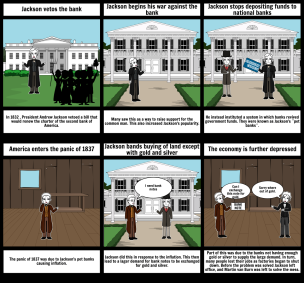 Jackson vetos the bank
Jackson begins his war against the
bank
Jackson stops depositing funds to
national banks
In 1832 , President Andrew Jackson vetoed a bill that
would renew the charter of the second bank of
America.
Many saw this as a way to raise support for the
common man. This also increased Jackson's popularity.
He instead instituted a system in which banks revived
government funds. They were known as Jackson's ¨pet
banks¨.
America enters the panic of 1837
Jackson bands buying of land except
with gold and silver
The economy is further depressed
I need bank
notes
Can I
exchange
this note for
gold
Sorry where
out of gold
The panic of 1837 was due to Jackson's pet banks
causing inflation.
Jackson did this in response to the inflation. This then
lead to a lager demand for bank notes to be exchanged
for gold and silver.
Part of this was due to the banks not having enough
gold or silver to supply the large demand. In turn,
many people lost their jobs as factories began to shut
down. Before the problem was solved Jackson left
office, and Martin van Buren was left to solve the mess.